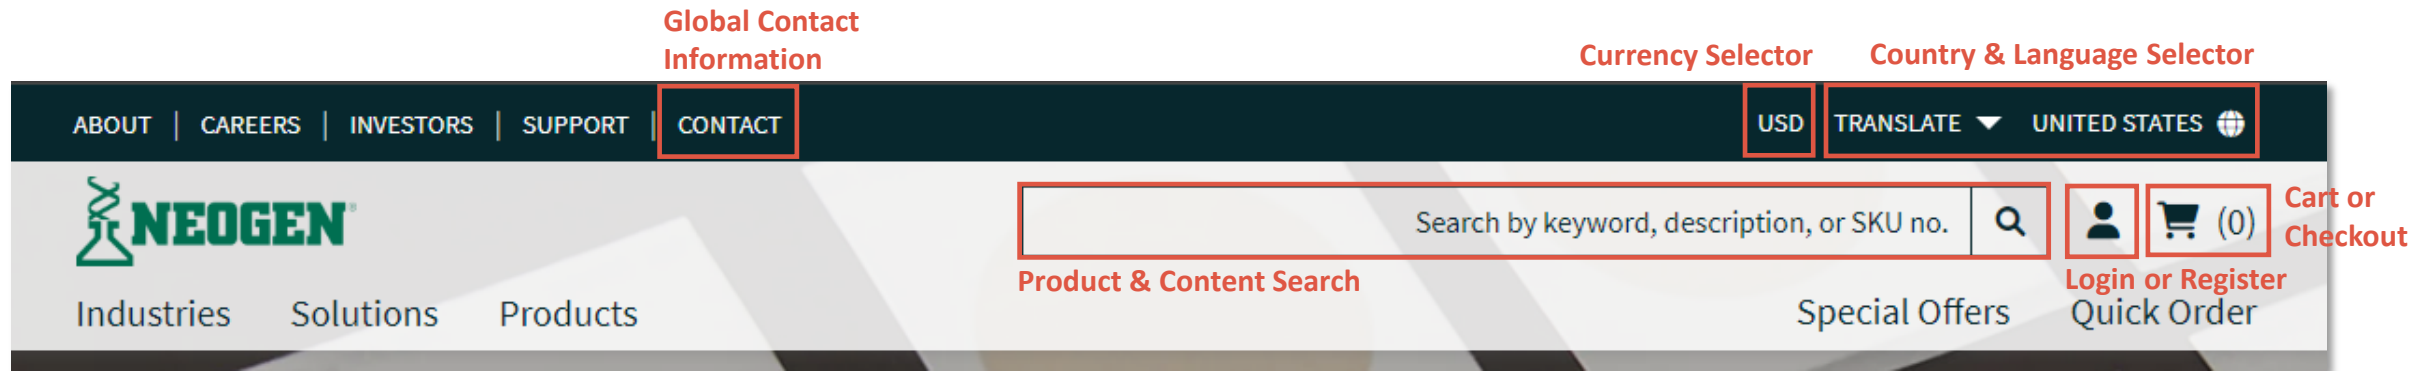 Global Contact
Information
Currency Selector
Country & Language Selector
ABOUT | CAREERS | INVESTORS | SUPPORT | CONTACT
USD
TRANSLATE
UNITED STATES
NEOGEN®
Search by keyword, description, or SKU no.
(0)
Cart or
Checkout
Product & Content Search
Login or Register
Industries
Solutions
Products
Special Offers
Quick Order